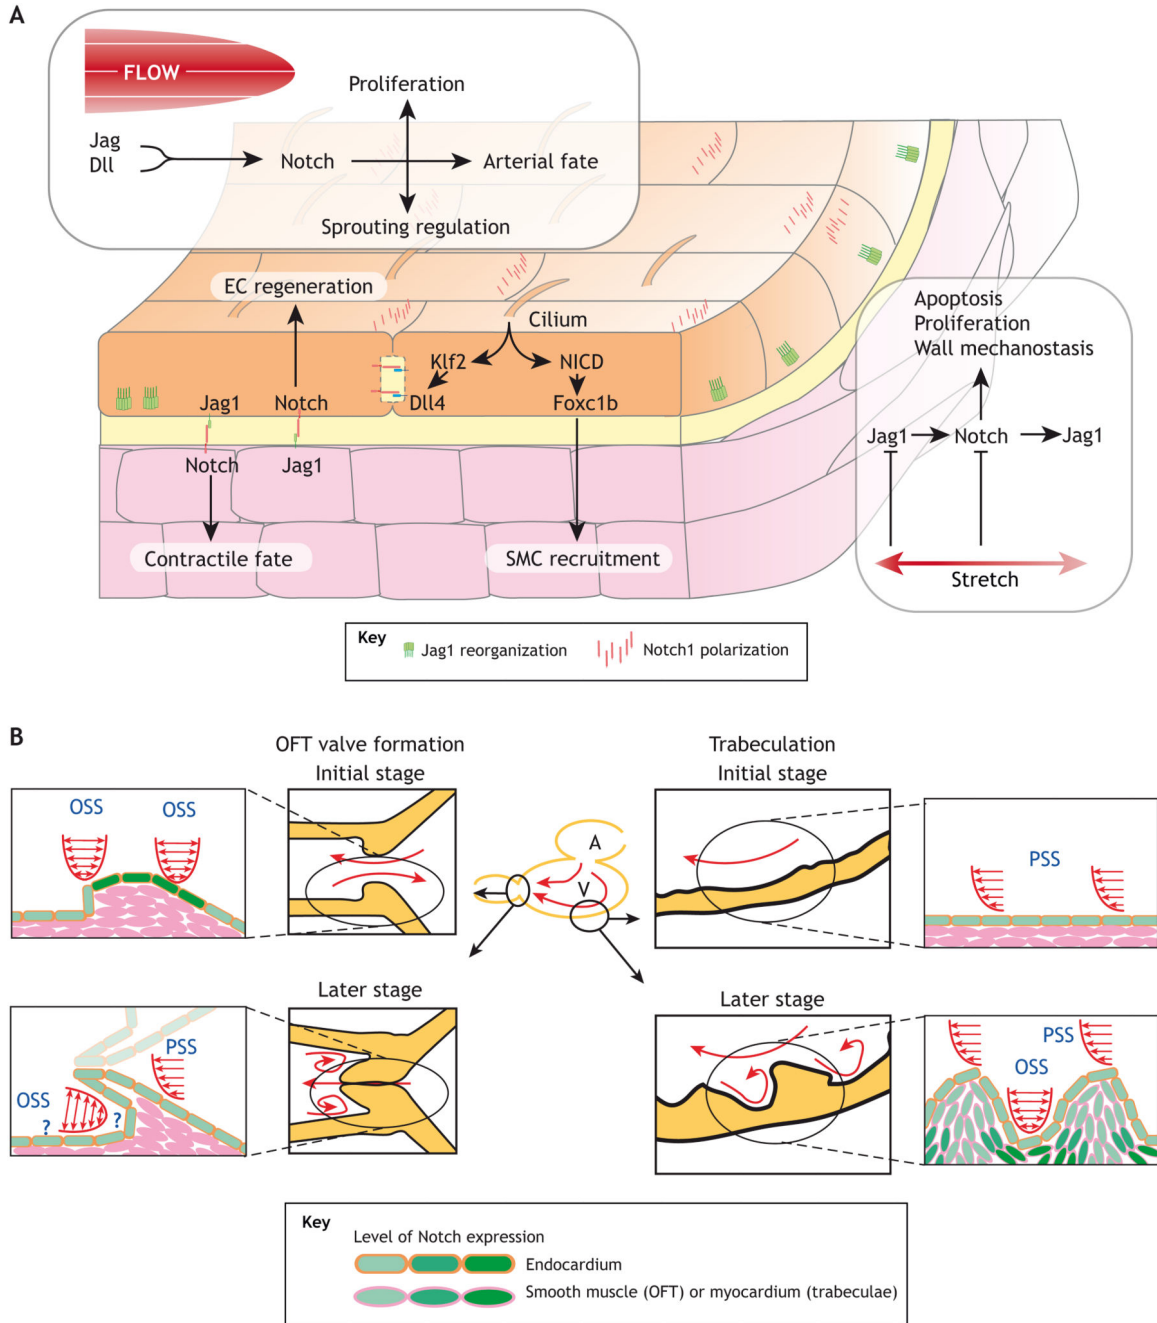 A
FLOW
Proliferation
Jag
Dll
Notch
Arterial fate
Sprouting regulation
EC regeneration
Cilium
Klf2
NICD
Jag1
Notch
Dll4
Foxc1b
Notch
Jag1
Contractile fate
SMC recruitment
Apoptosis
Proliferation
Wall mechanostasis
Jag1
Notch
Jag1
Stretch
Key
Jag1 reorganization
Notch1 polarization
B
OFT valve formation
Initial stage
Trabeculation
Initial stage
OSS
OSS
A
V
PSS
Later stage
Later stage
PSS
OSS
?
?
PSS
OSS
Key
Level of Notch expression
Endocardium
Smooth muscle (OFT) or myocardium (trabeculae)